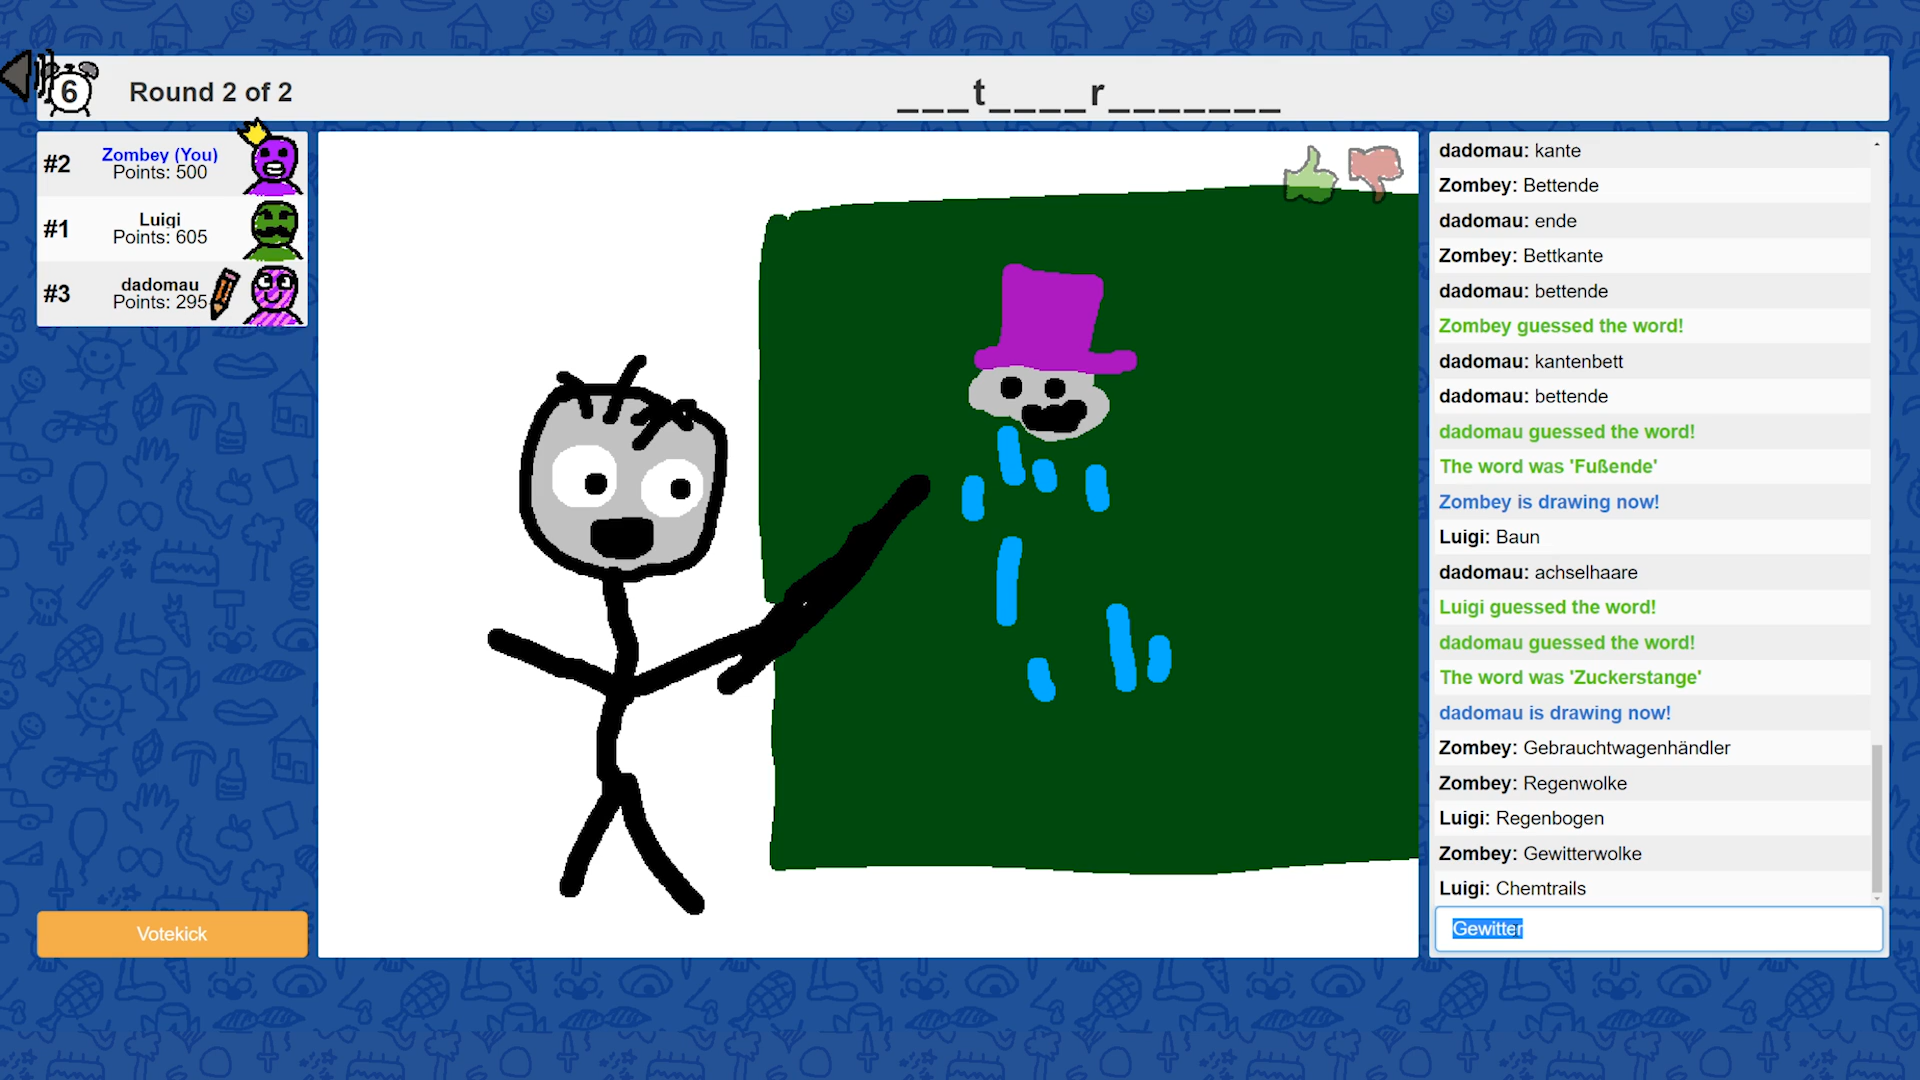 6
Round 2 of 2
___t_____r________
#2
Zombey (You)
Points: 500
#1
Luigi
Points: 605
#3
dadomau
Points: 295
Votekick
dadomau: kante
Zombey: Bettende
dadomau: ende
Zombey: Bettkante
dadomau: bettende
Zombey guessed the word!
dadomau: kantenbett
dadomau: bettende
dadomau guessed the word!
The word was 'Fußende'
Zombey is drawing now!
Luigi: Baun
dadomau: achselhaare
Luigi guessed the word!
dadomau guessed the word!
The word was 'Zuckerstange'
dadomau is drawing now!
Zombey: Gebrauchtwagenhändler
Zombey: Regenwolke
Luigi: Regenbogen
Zombey: Gewitterwolke
Luigi: Chemtrails
Gewitter